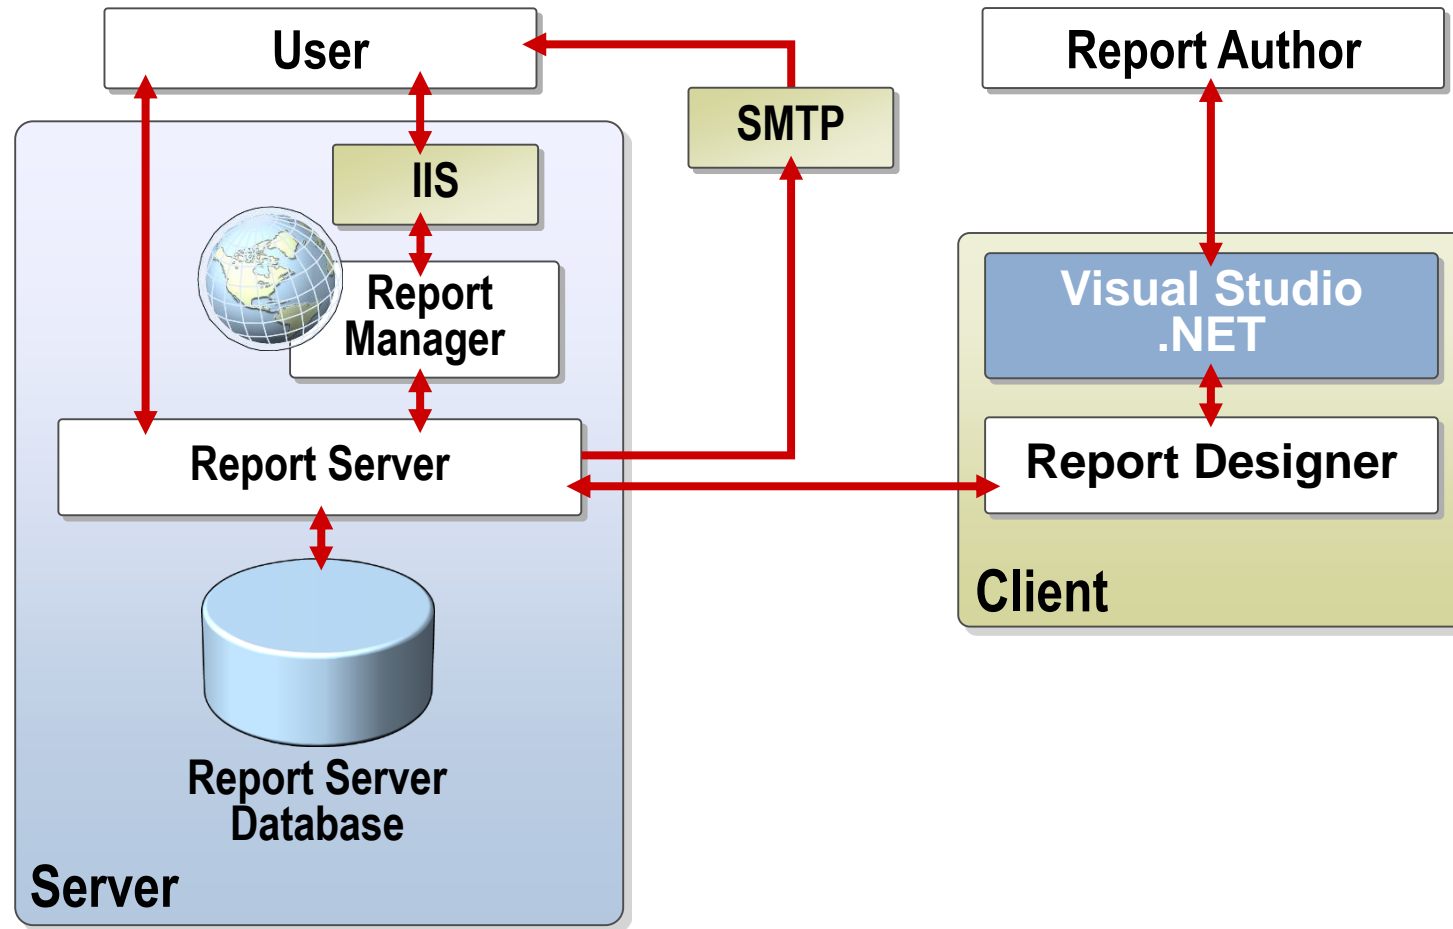 User
Report Author
SMTP
IIS
Report
Manager
Visual Studio
.NET
Report Server
Report Designer
Client
Report Server
Database
Server